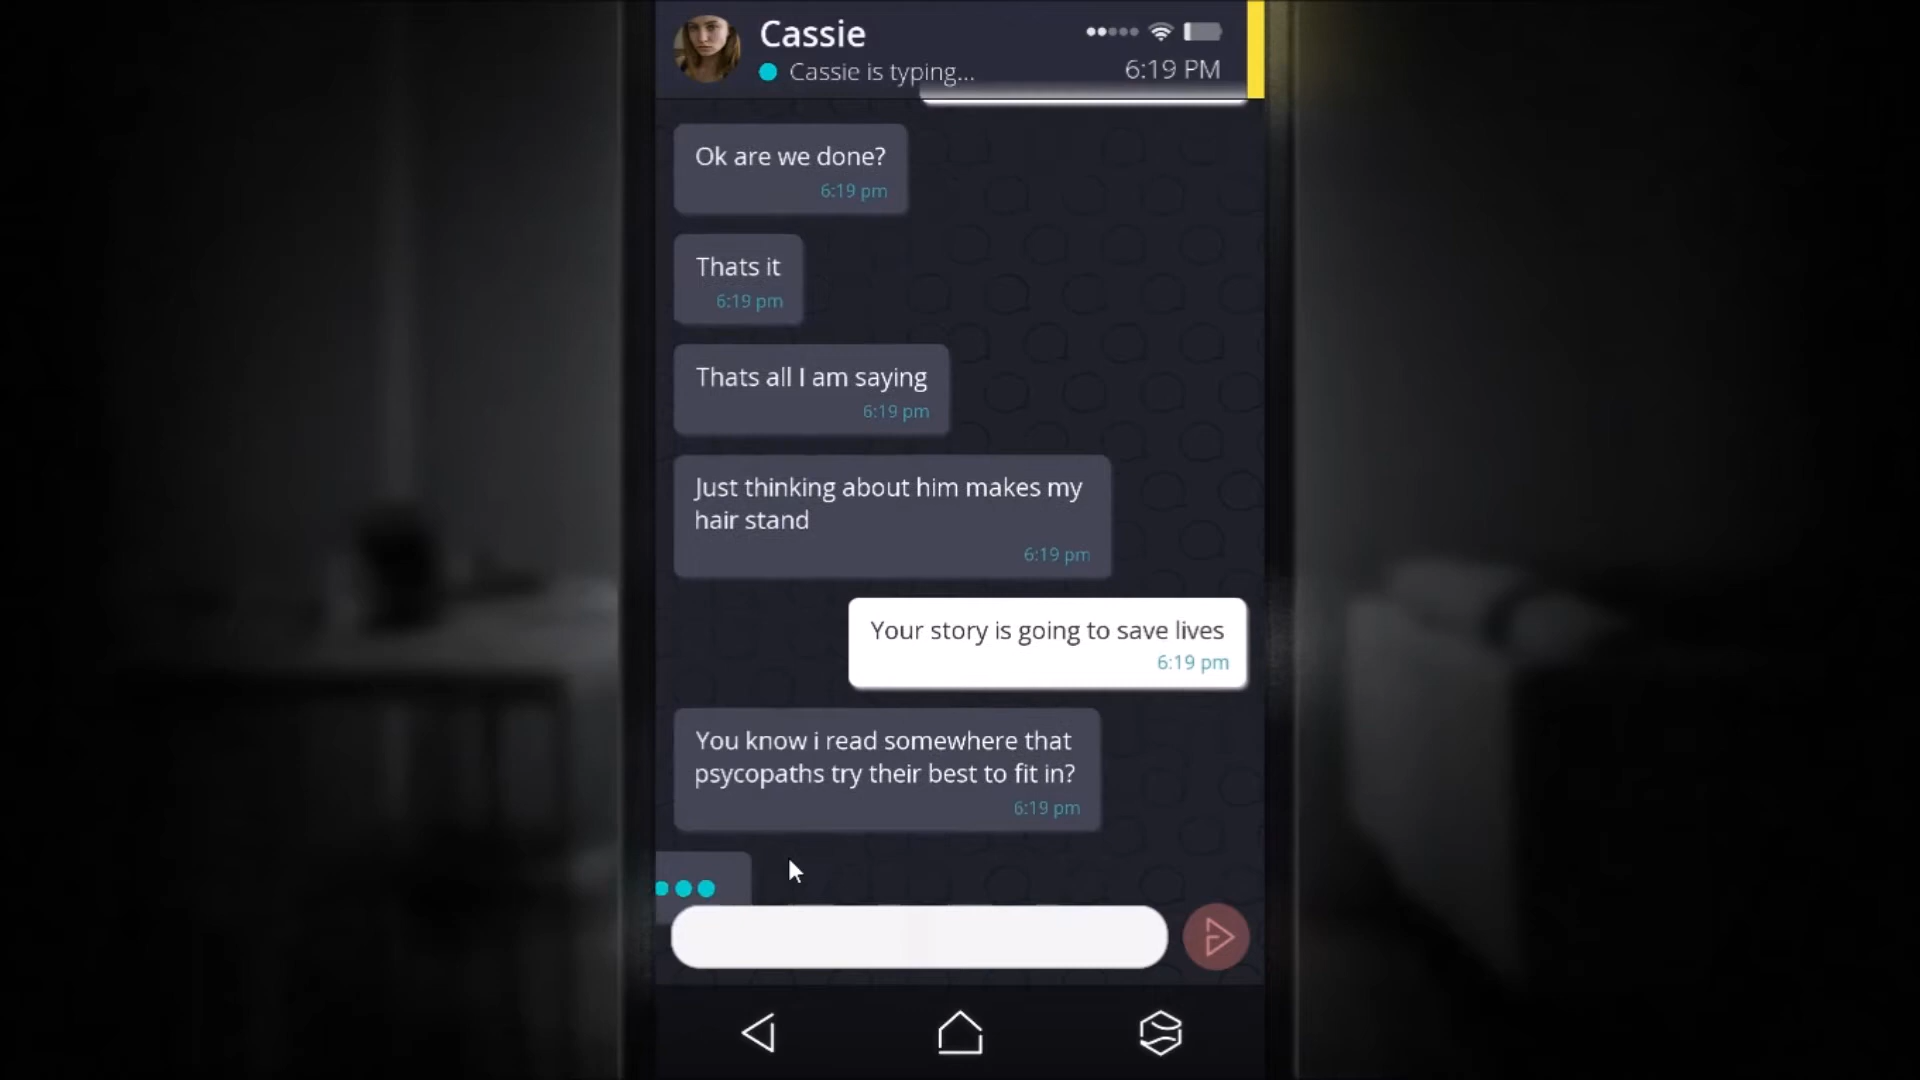 Cassie
Cassie is typing...
6:19 PM
Ok are we done?
6:19 pm
Thats it
6:19 pm
Thats all I am saying
6:19 pm
Just thinking about him makes my
hair stand
6:19 pm
Your story is going to save lives
6:19 pm
You know i read somewhere that
psycopaths try their best to fit in?
6:19 pm